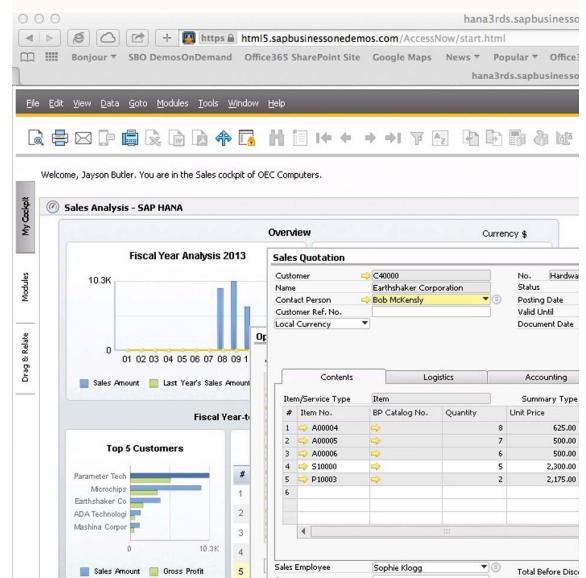 hana3rds.sapbusinesso
https html5.sapbusinessonedemos.com/AccessNow/start.html
Bonjour SBO DemosOnDemand Office365 SharePoint Site Google Maps News Popular Office3
hana3rds.sapbusinesso
File Edit View Data Goto Modules Tools Window Help
Welcome, Jayson Butler. You are in the Sales cockpit of OEC Computers.
My Cockpit
Modules
Drag & Relate
Sales Analysis - SAP HANA
Overview Currency $
Fiscal Year Analysis 2013
10.3K
0
01 02 03 04 05 06 07 08 09 1
Sales Amount Last Year's Sales Amount
Fiscal Year-t
Top 5 Customers
Parameter Tech
Microchips
Earthshaker Co
ADA Technologi
Mashina Corpor
0 10.3K
Sales Amount Gross Profit
#
1
2
3
4
5
Op
Sales Quotation
Customer C40000 No. Hardwa
Name Earthshaker Corporation Status
Contact Person Bob McKensly Posting Date
Customer Ref. No. Valid Until
Local Currency Document Date
Contents Logistics Accounting
Item/Service Type Item Summary Type
# Item No. BP Catalog No. Quantity Unit Price
1 A00004 8 625.00
2 A00005 7 500.00
3 A00006 6 500.00
4 S10000 5 2,300.00
5 P10003 2 2,175.00
6
Sales Employee Sophie Klogg Total Before Disco